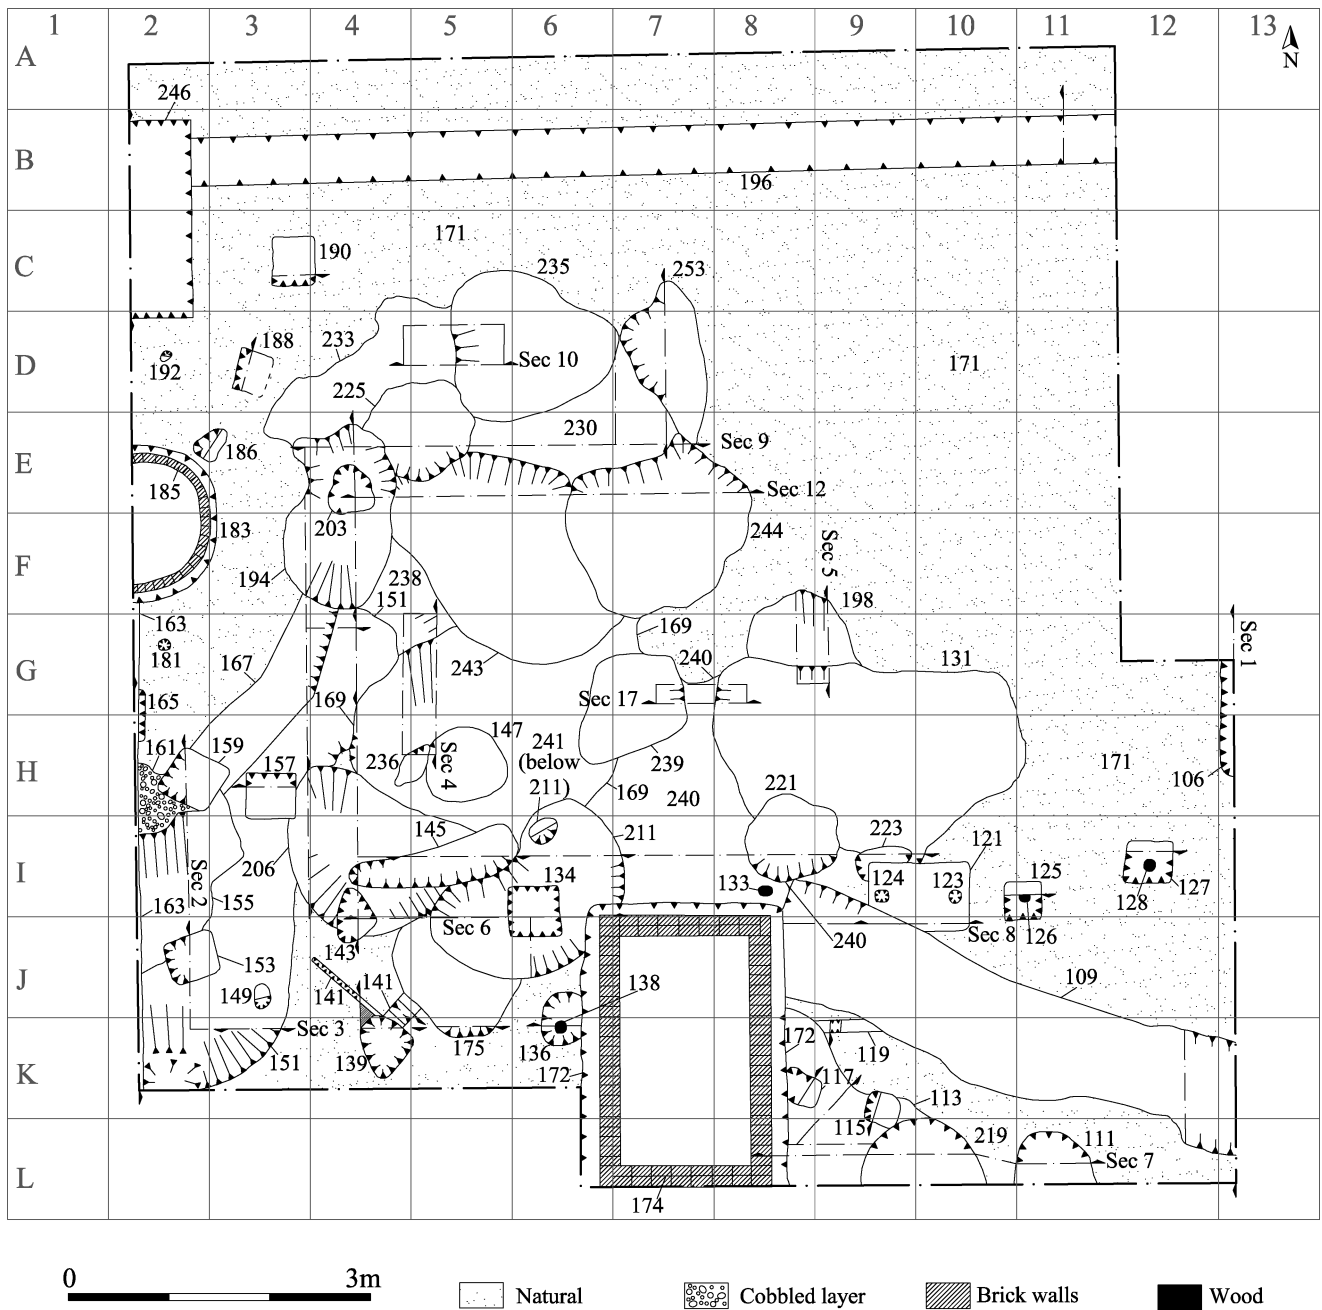 1 2 3 4 5 6 7 8 9 10 11 12 13
A
N
246
B
196
C
190 171 235 253
D
192 188 233 225 Sec 10 171
230
E
186 185 Sec 9
Sec 12
203 183 244
F
194 238 Sec 5 198
151
163 169
G
181 167 243 240 131 Sec 1
165 169 Sec 17
H
161 159 157 236 Sec 4 147 241
(below
211)
239 171
169 240 221 106
I
145 211 223 121
206 134 133 124 123 125 127
Sec 2 155 128
163
Sec 6 240 Sec 8 126
J
153 143
149 141 141 138 109
K
Sec 3 151 139 175 136 172 172 119
117 113
115 219 111
L
Sec 7
174
0 3m
Natural
Cobbled layer
Brick walls
Wood